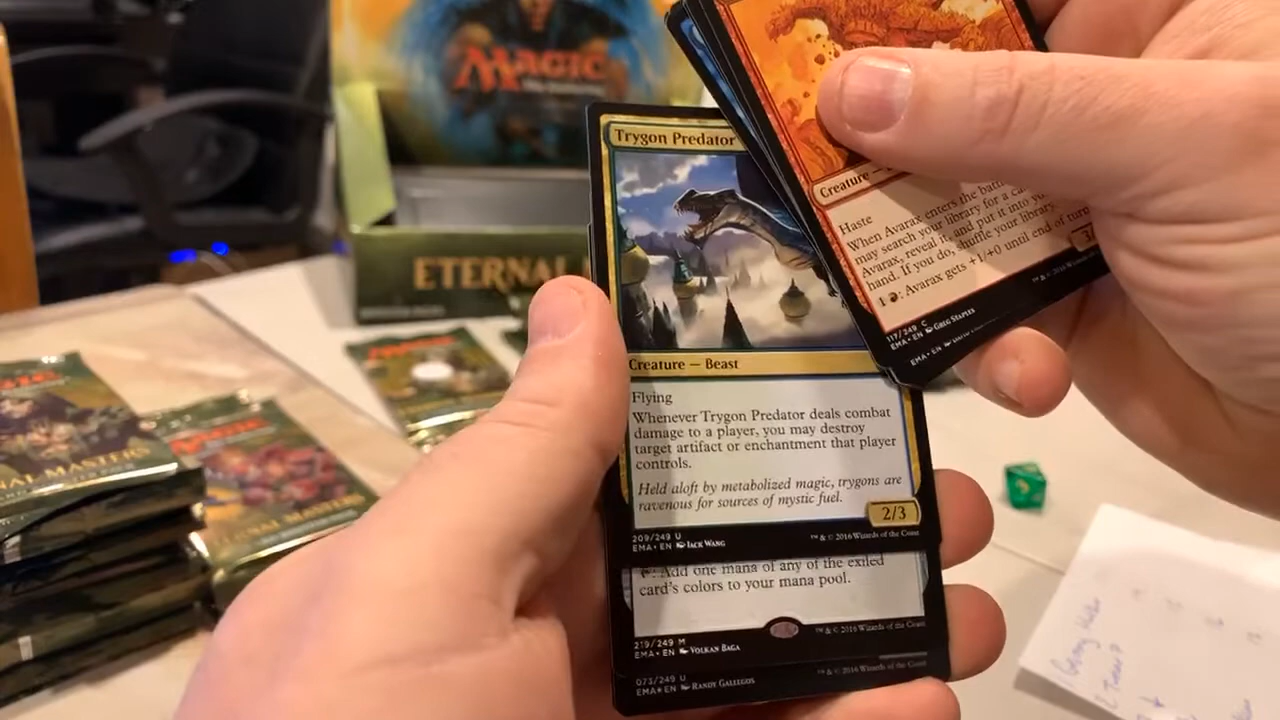 MAGIC
ETERNAL
Trygon Predator
Creature — Beast
Flying
Whenever Trygon Predator deals combat
damage to a player, you may destroy
target artifact or enchantment that player
controls.
Held aloft by metabolized magic, trygons are
ravenous for sources of mystic fuel.
2/3
209/249 U
EMA • EN Jack Wang
™ & © 2016 Wizards of the Coast
: Add one mana of any of the exiled
card's colors to your mana pool.
219/249 M
EMA • EN Volkan Baga
™ & © 2016 Wizards of the Coast
073/249 U
EMA EN Randy Gallegos
™ & © 2016 Wizards of the Coast
Creature —
Haste
When Avarax enters the
may search your library for a
Avarax, reveal it, and put it into
hand. If you do, shuffle your library.
1 : Avarax gets +1/+0 until end of turn
117/249 C
EMA • EN Greg Staples
™ & © 2016 Wizards
EMA • EN